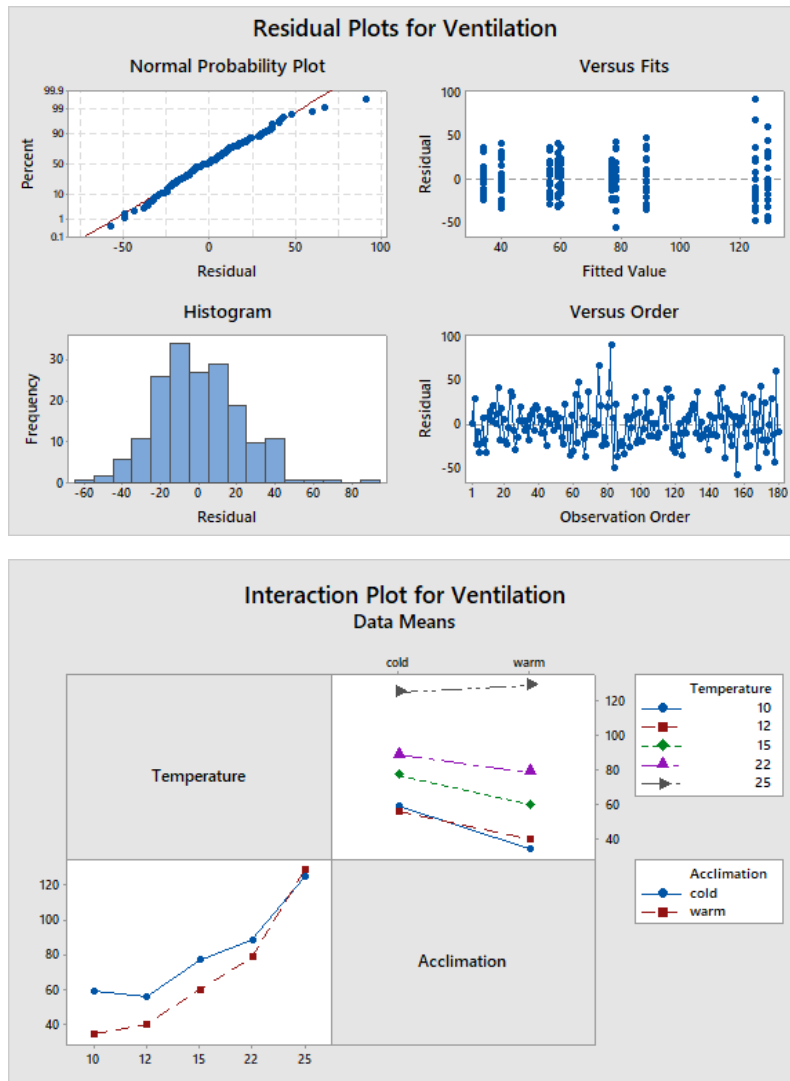 Residual Plots for Ventilation
Normal Probability Plot
99.9
99
90
50
10
1
0.1
Percent
-50 0 50 100
Residual
Versus Fits
100
50
0
-50
Residual
40 60 80 100 120
Fitted Value
Histogram
30
20
10
0
Frequency
-60 -40 -20 0 20 40 60 80
Residual
Versus Order
100
50
0
-50
Residual
1 20 40 60 80 100 120 140 160 180
Observation Order
Interaction Plot for Ventilation
Data Means
cold warm
Temperature
120
100
80
60
40
Temperature
10
12
15
22
25
120
100
80
60
40
10 12 15 22 25
Acclimation
Acclimation
cold
warm